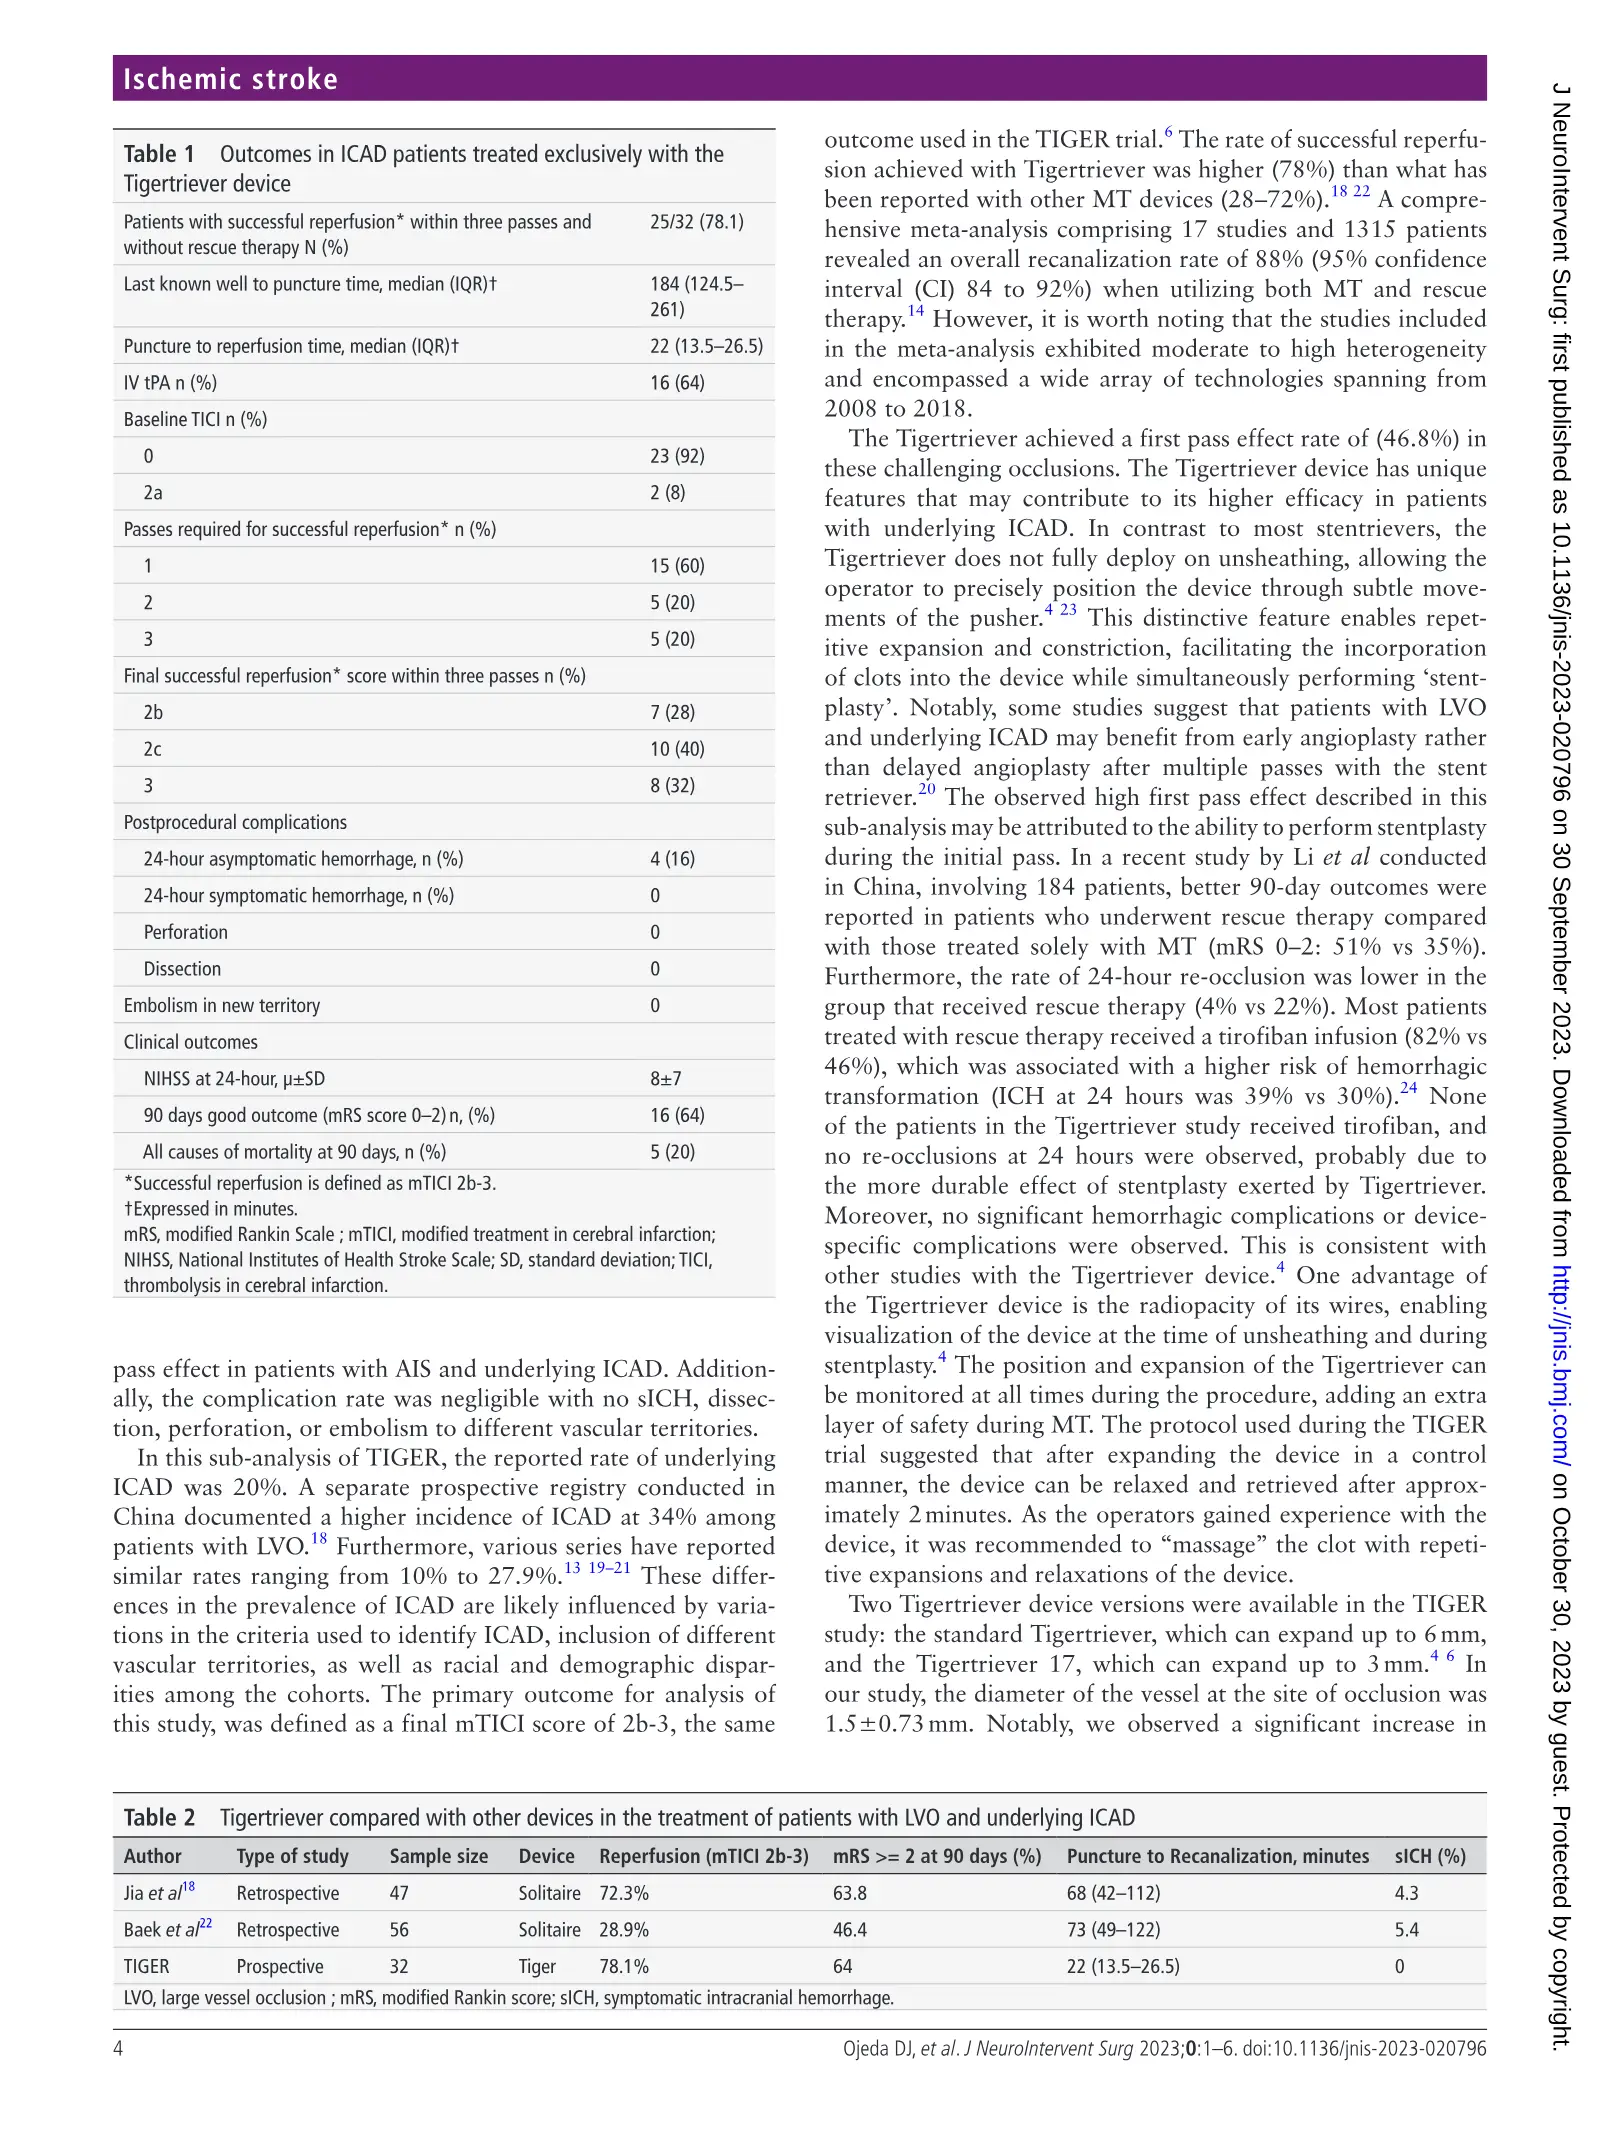 Ischemic stroke
Table 1 Outcomes in ICAD patients treated exclusively with the
Tigertriever device
Patients with successful reperfusion* within three passes and 25/32 (78.1)
without rescue therapy N (%)
Last known well to puncture time, median (IQR)† 184 (124.5–
261)
Puncture to reperfusion time, median (IQR)† 22 (13.5–26.5)
IV tPA n (%) 16 (64)
Baseline TICI n (%)
0 23 (92)
2a 2 (8)
Passes required for successful reperfusion* n (%)
1 15 (60)
2 5 (20)
3 5 (20)
Final successful reperfusion* score within three passes n (%)
2b 7 (28)
2c 10 (40)
3 8 (32)
Postprocedural complications
24-hour asymptomatic hemorrhage, n (%) 4 (16)
24-hour symptomatic hemorrhage, n (%) 0
Perforation 0
Dissection 0
Embolism in new territory 0
Clinical outcomes
NIHSS at 24-hour, µ±SD 8±7
90 days good outcome (mRS score 0–2) n, (%) 16 (64)
All causes of mortality at 90 days, n (%) 5 (20)
*Successful reperfusion is defined as mTICI 2b-3.
†Expressed in minutes.
mRS, modified Rankin Scale ; mTICI, modified treatment in cerebral infarction;
NIHSS, National Institutes of Health Stroke Scale; SD, standard deviation; TICI,
thrombolysis in cerebral infarction.
pass effect in patients with AIS and underlying ICAD. Addition-
ally, the complication rate was negligible with no sICH, dissec-
tion, perforation, or embolism to different vascular territories.
In this sub-analysis of TIGER, the reported rate of underlying
ICAD was 20%. A separate prospective registry conducted in
China documented a higher incidence of ICAD at 34% among
patients with LVO.18 Furthermore, various series have reported
similar rates ranging from 10% to 27.9%.13 19–21 These differ-
ences in the prevalence of ICAD are likely influenced by varia-
tions in the criteria used to identify ICAD, inclusion of different
vascular territories, as well as racial and demographic dispar-
ities among the cohorts. The primary outcome for analysis of
this study, was defined as a final mTICI score of 2b-3, the same
outcome used in the TIGER trial.6 The rate of successful reperfu-
sion achieved with Tigertriever was higher (78%) than what has
been reported with other MT devices (28–72%).18 22 A compre-
hensive meta-analysis comprising 17 studies and 1315 patients
revealed an overall recanalization rate of 88% (95% confidence
interval (CI) 84 to 92%) when utilizing both MT and rescue
therapy.14 However, it is worth noting that the studies included
in the meta-analysis exhibited moderate to high heterogeneity
and encompassed a wide array of technologies spanning from
2008 to 2018.
The Tigertriever achieved a first pass effect rate of (46.8%) in
these challenging occlusions. The Tigertriever device has unique
features that may contribute to its higher efficacy in patients
with underlying ICAD. In contrast to most stentrievers, the
Tigertriever does not fully deploy on unsheathing, allowing the
operator to precisely position the device through subtle move-
ments of the pusher.4 23 This distinctive feature enables repet-
itive expansion and constriction, facilitating the incorporation
of clots into the device while simultaneously performing ‘stent-
plasty’. Notably, some studies suggest that patients with LVO
and underlying ICAD may benefit from early angioplasty rather
than delayed angioplasty after multiple passes with the stent
retriever.20 The observed high first pass effect described in this
sub-analysis may be attributed to the ability to perform stentplasty
during the initial pass. In a recent study by Li et al conducted
in China, involving 184 patients, better 90-day outcomes were
reported in patients who underwent rescue therapy compared
with those treated solely with MT (mRS 0–2: 51% vs 35%).
Furthermore, the rate of 24-hour re-occlusion was lower in the
group that received rescue therapy (4% vs 22%). Most patients
treated with rescue therapy received a tirofiban infusion (82% vs
46%), which was associated with a higher risk of hemorrhagic
transformation (ICH at 24 hours was 39% vs 30%).24 None
of the patients in the Tigertriever study received tirofiban, and
no re-occlusions at 24 hours were observed, probably due to
the more durable effect of stentplasty exerted by Tigertriever.
Moreover, no significant hemorrhagic complications or device-
specific complications were observed. This is consistent with
other studies with the Tigertriever device.4 One advantage of
the Tigertriever device is the radiopacity of its wires, enabling
visualization of the device at the time of unsheathing and during
stentplasty.4 The position and expansion of the Tigertriever can
be monitored at all times during the procedure, adding an extra
layer of safety during MT. The protocol used during the TIGER
trial suggested that after expanding the device in a control
manner, the device can be relaxed and retrieved after approx-
imately 2 minutes. As the operators gained experience with the
device, it was recommended to “massage” the clot with repeti-
tive expansions and relaxations of the device.
Two Tigertriever device versions were available in the TIGER
study: the standard Tigertriever, which can expand up to 6 mm,
and the Tigertriever 17, which can expand up to 3 mm.4 6 In
our study, the diameter of the vessel at the site of occlusion was
1.5±0.73 mm. Notably, we observed a significant increase in
Table 2 Tigertriever compared with other devices in the treatment of patients with LVO and underlying ICAD
Author Type of study Sample size Device Reperfusion (mTICI 2b-3) mRS >= 2 at 90 days (%) Puncture to Recanalization, minutes sICH (%)
Jia et al18 Retrospective 47 Solitaire 72.3% 63.8 68 (42–112) 4.3
Baek et al22 Retrospective 56 Solitaire 28.9% 46.4 73 (49–122) 5.4
TIGER Prospective 32 Tiger 78.1% 64 22 (13.5–26.5) 0
LVO, large vessel occlusion ; mRS, modified Rankin score; sICH, symptomatic intracranial hemorrhage.
4 Ojeda DJ, et al. J NeuroIntervent Surg 2023;0:1–6. doi:10.1136/jnis-2023-020796
J NeuroIntervent Surg: first published as 10.1136/jnis-2023-020796 on 30 September 2023. Downloaded from http://jnis.bmj.com/ on October 30, 2023 by guest. Protected by copyright.